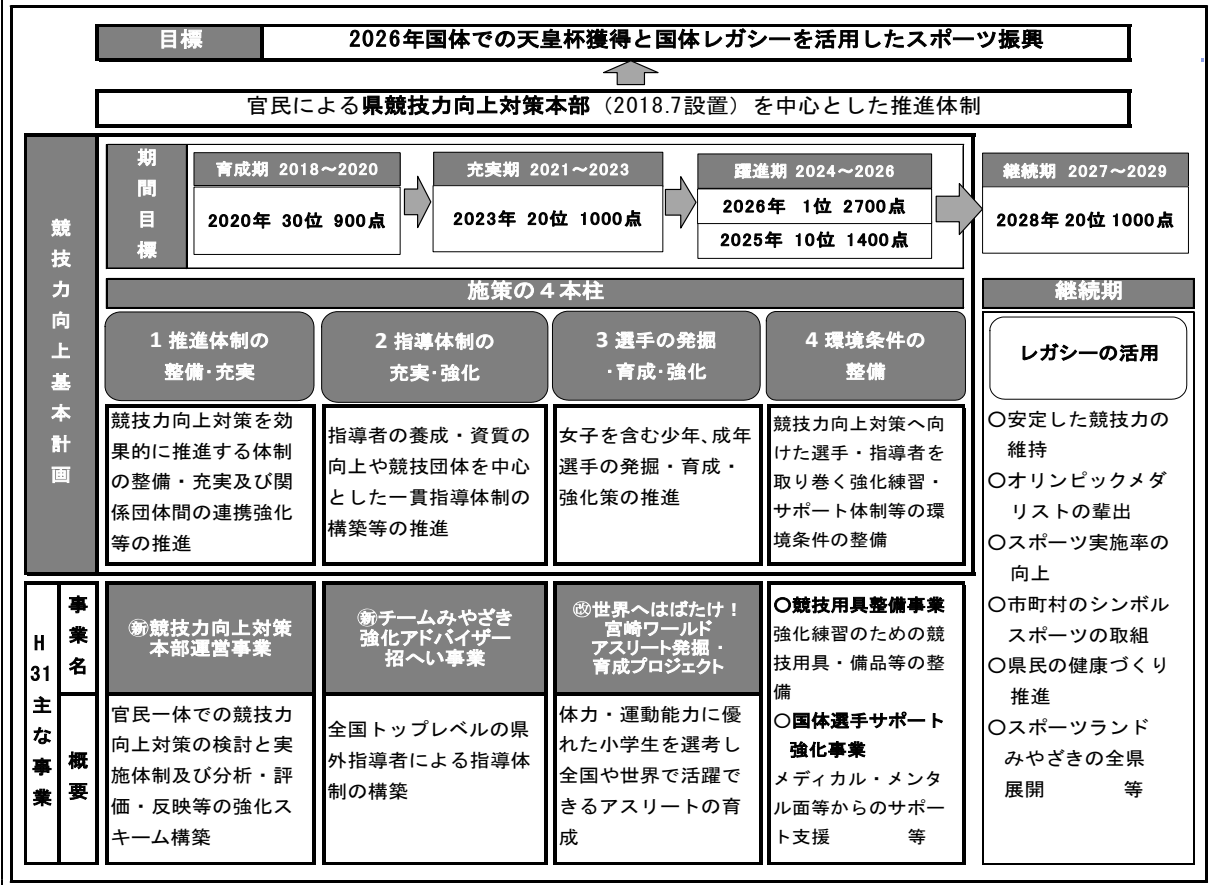 目標
2026年国体での天皇杯獲得と国体レガシーを活用したスポーツ振興
官民による県競技力向上対策本部（2018.7設置）を中心とした推進体制
競技力向上基本計画
期間目標
育成期 2018～2020
2020年 30位 900点
充実期 2021～2023
2023年 20位 1000点
躍進期 2024～2026
2026年 1位 2700点
2025年 10位 1400点
継続期 2027～2029
2028年 20位 1000点
施策の４本柱
1 推進体制の
整備・充実
2 指導体制の
充実・強化
3 選手の発掘
・育成・強化
4 環境条件の
整備
競技力向上対策を効
果的に推進する体制
の整備・充実及び関
係団体間の連携強化
等の推進
指導者の養成・資質の
向上や競技団体を中心
とした一貫指導体制の
構築等の推進
女子を含む少年、成年
選手の発掘・育成・
強化策の推進
競技力向上対策へ向
けた選手・指導者を
取り巻く強化練習・
サポート体制等の環
境条件の整備
継続期
レガシーの活用
○安定した競技力の
維持
○オリンピックメダ
リストの輩出
○スポーツ実施率の
向上
○市町村のシンボル
スポーツの取組
○県民の健康づくり
推進
○スポーツランド
みやざきの全県
展開　　　等
H31主な事業
事業名
㊟新競技力向上対策
本部運営事業
㊟新チームみやざき
強化アドバイザー
招へい事業
㊟改世界へはばたけ！
宮崎ワールド
アスリート発掘・
育成プロジェクト
概要
官民一体での競技力
向上対策の検討と実
施体制及び分析・評
価・反映等の強化ス
キーム構築
全国トップレベルの県
外指導者による指導体
制の構築
体力・運動能力に優
れた小学生を選考し
全国や世界で活躍で
きるアスリートの育
成
○競技用具整備事業
強化練習のための競
技用具・備品等の整
備
○国体選手サポート
強化事業
メディカル・メンタ
ル面等からのサポー
ト支援　　　等